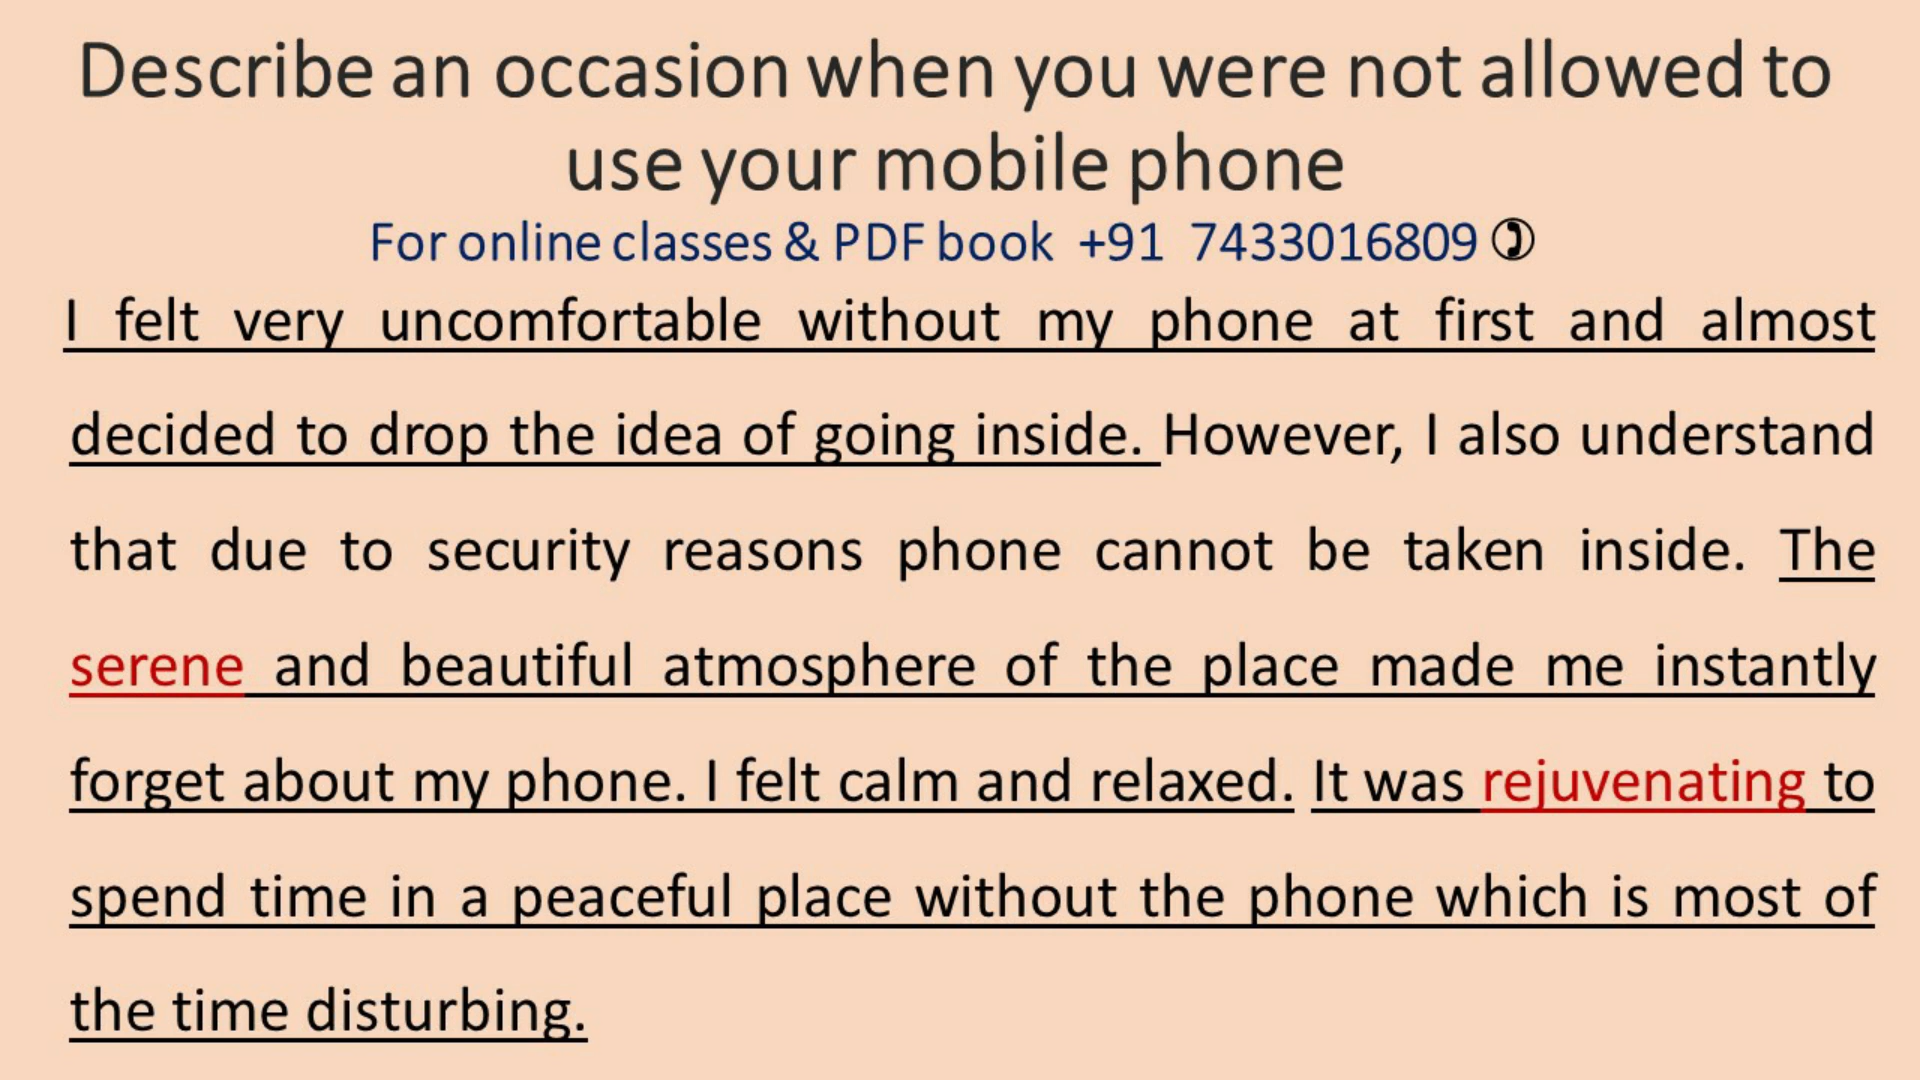 Describe an occasion when you were not allowed to
use your mobile phone
For online classes & PDF book +91 7433016809 ✆
I felt very uncomfortable without my phone at first and almost
decided to drop the idea of going inside. However, I also understand
that due to security reasons phone cannot be taken inside. The
serene and beautiful atmosphere of the place made me instantly
forget about my phone. I felt calm and relaxed. It was rejuvenating to
spend time in a peaceful place without the phone which is most of
the time disturbing.